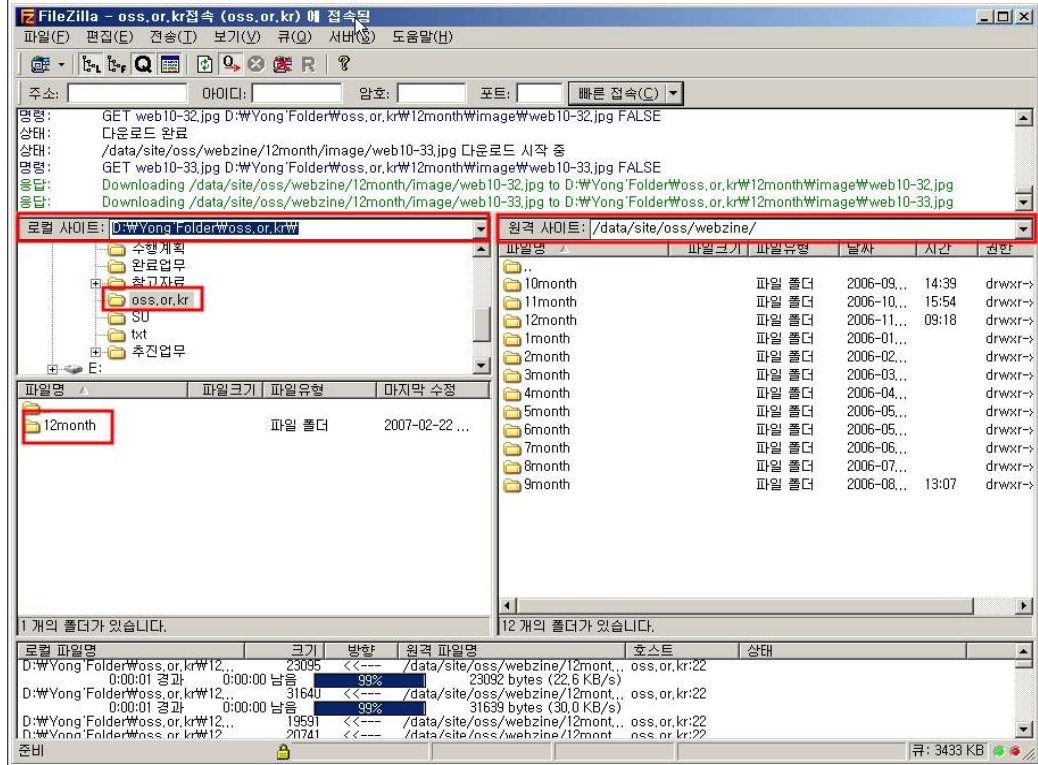 FileZilla - oss.or.kr접속 (oss.or.kr) 에 접속됨
파일(F) 편집(E) 전송(T) 보기(V) 큐(Q) 서버(S) 도움말(H)
주소: 아이디: 암호: 포트: 빠른 접속(C)
명령: GET web10-32.jpg D:₩Yong'Folder₩oss.or.kr₩12month₩image₩web10-32.jpg FALSE
상태: 다운로드 완료
상태: /data/site/oss/webzine/12month/image/web10-33.jpg 다운로드 시작 중
명령: GET web10-33.jpg D:₩Yong'Folder₩oss.or.kr₩12month₩image₩web10-33.jpg FALSE
응답: Downloading /data/site/oss/webzine/12month/image/web10-32.jpg to D:₩Yong'Folder₩oss.or.kr₩12month₩image₩web10-32.jpg
응답: Downloading /data/site/oss/webzine/12month/image/web10-33.jpg to D:₩Yong'Folder₩oss.or.kr₩12month₩image₩web10-33.jpg
로컬 사이트: D:₩Yong'Folder₩oss.or.kr₩
수행계획
완료업무
참고자료
oss.or.kr
SU
txt
추진업무
E:
파일명 파일크기 파일유형 마지막 수정
..
12month 파일 폴더 2007-02-22 ...
1 개의 폴더가 있습니다.
원격 사이트: /data/site/oss/webzine/
파일명 파일크기 파일유형 날짜 시간 권한
..
10month 파일 폴더 2006-09... 14:39 drwxr-x
11month 파일 폴더 2006-10... 15:54 drwxr-x
12month 파일 폴더 2006-11... 09:18 drwxr-x
1month 파일 폴더 2006-01... drwxr-x
2month 파일 폴더 2006-02... drwxr-x
3month 파일 폴더 2006-03... drwxr-x
4month 파일 폴더 2006-04... drwxr-x
5month 파일 폴더 2006-05... drwxr-x
6month 파일 폴더 2006-05... drwxr-x
7month 파일 폴더 2006-06... drwxr-x
8month 파일 폴더 2006-07... drwxr-x
9month 파일 폴더 2006-08... 13:07 drwxr-x
12 개의 폴더가 있습니다.
로컬 파일명 크기 방향 원격 파일명 호스트 상태
D:₩Yong'Folder₩oss.or.kr₩12... 23095 <<--- /data/site/oss/webzine/12mont... oss.or.kr:22
0:00:01 경과 0:00:00 남음 99% 23092 bytes (22.6 KB/s)
D:₩Yong'Folder₩oss.or.kr₩12... 31640 <<--- /data/site/oss/webzine/12mont... oss.or.kr:22
0:00:01 경과 0:00:00 남음 99% 31639 bytes (30.0 KB/s)
D:₩Yong'Folder₩oss.or.kr₩12... 19591 <<--- /data/site/oss/webzine/12mont... oss.or.kr:22
D:₩Yong'Folder₩oss.or.kr₩12... 20741 <<--- /data/site/oss/webzine/12mont... oss.or.kr:22
준비 큐: 3433 KB